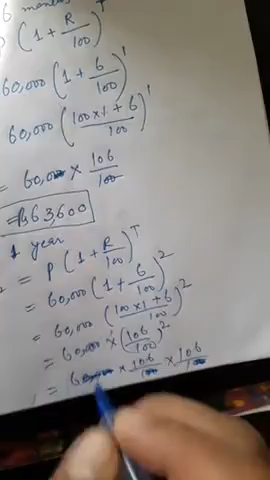 6 months
P (1 + R/100)^T
60,000 (1 + 6/100)^1
60,000 (100×1+6/100)^1
= 60,000 × 106/100
= ₹63,600
1 year
= P (1 + R/100)^T
= 60,000 (1 + 6/100)^2
= 60,000 (100×1+6/100)^2
= 60,000 × (106/100)^2
= 60,000 × 106/100 × 106/100